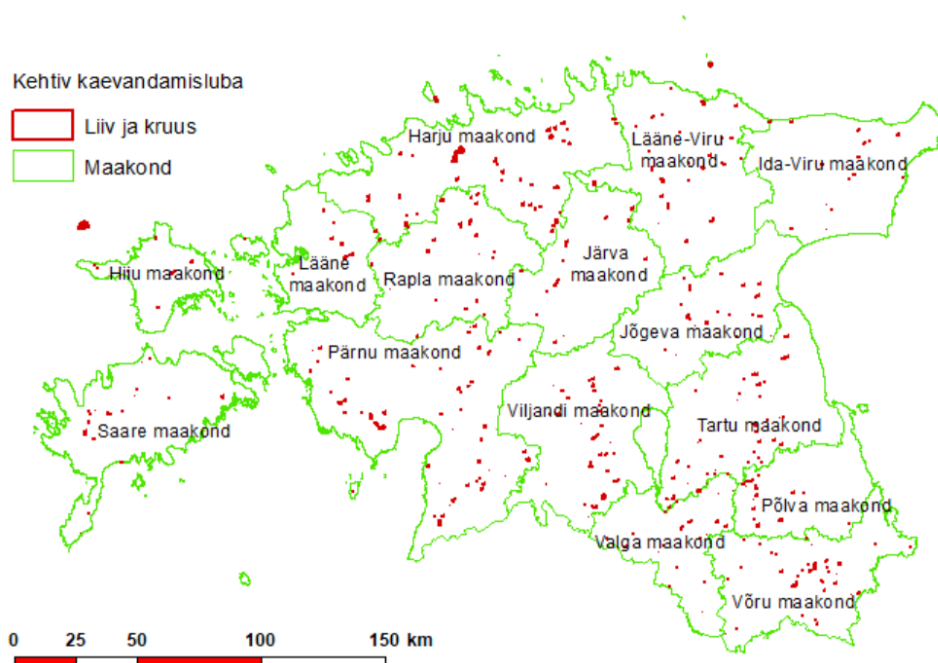 Kehtiv kaevandamisluba
Liiv ja kruus
Maakond
Harju maakond
Lääne-Viru
maakond
Ida-Viru maakond
Hiiu maakond
Lääne
maakond
Rapla maakond
Järva
maakond
Jõgeva maakond
Pärnu maakond
Viljandi maakond
Saare maakond
Tartu maakond
Põlva maakond
Valga maakond
Võru maakond
0 25 50 100 150 km